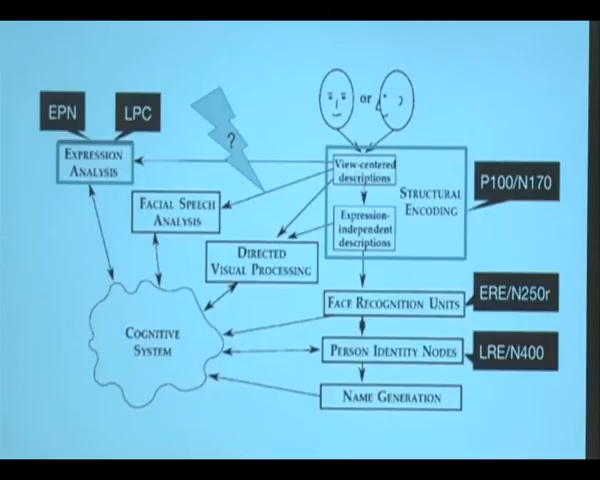 or
EPN
LPC
?
EXPRESSION
ANALYSIS
View-centered
descriptions
STRUCTURAL
ENCODING
P100/N170
FACIAL SPEECH
ANALYSIS
Expression-
independent
descriptions
DIRECTED
VISUAL PROCESSING
FACE RECOGNITION UNITS
ERE/N250r
COGNITIVE
SYSTEM
PERSON IDENTITY NODES
LRE/N400
NAME GENERATION